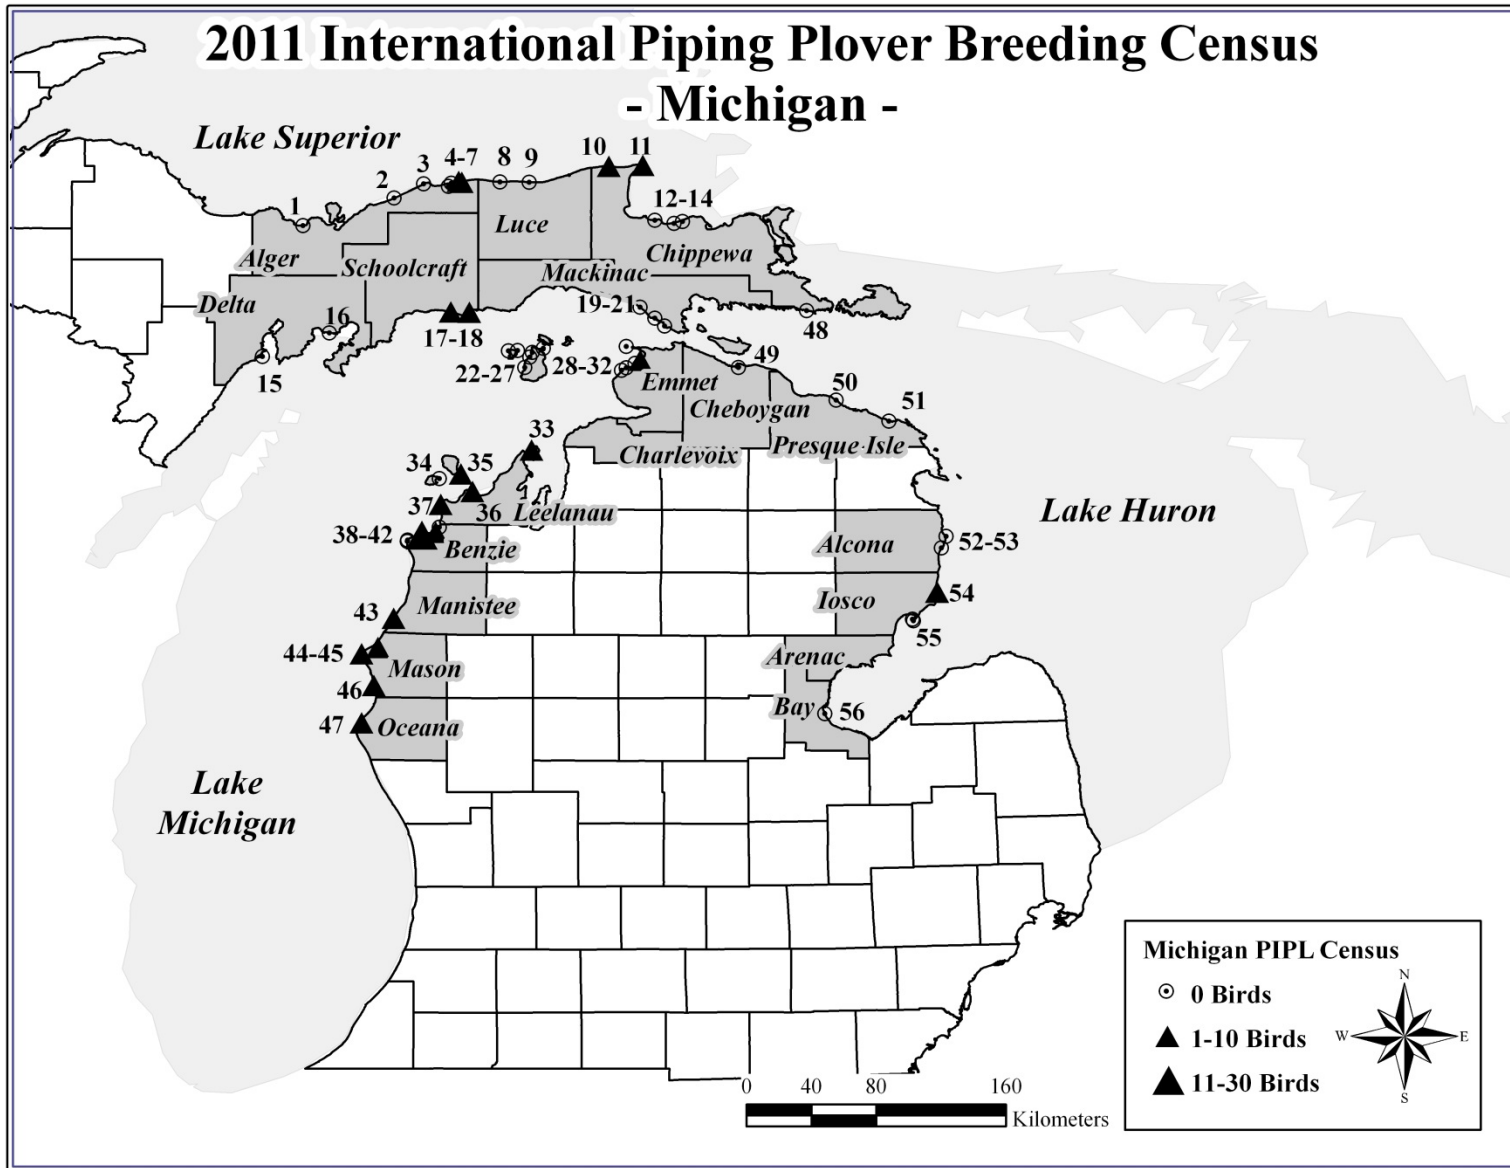 2011 International Piping Plover Breeding Census
- Michigan -
Lake Superior
1
2
3
4-7
8
9
10
11
12-14
Luce
Alger
Schoolcraft
Mackinac
Chippewa
Delta
16
15
17-18
19-21
48
22-27
28-32
Emmet
49
Cheboygan
50
51
Presque Isle
Charlevoix
33
34
35
36
37
Leelanau
38-42
Benzie
Lake Huron
Alcona
52-53
Manistee
43
Iosco
54
55
44-45
Mason
Arenac
46
47
Oceana
Bay
56
Lake
Michigan
Michigan PIPL Census
0 Birds
1-10 Birds
11-30 Birds
N
W
E
S
0 40 80 160
Kilometers